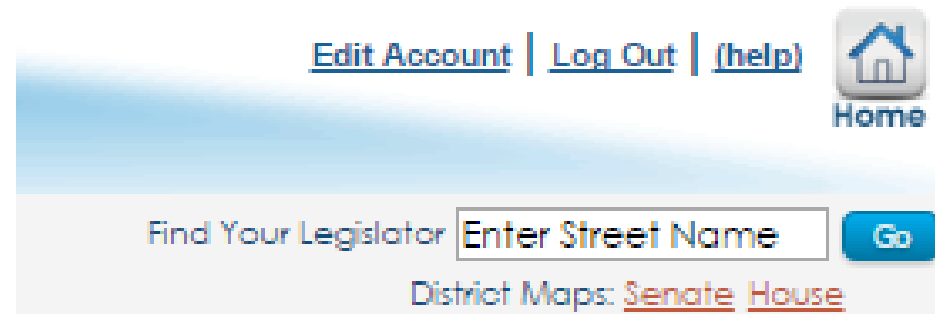 Edit Account | Log Out | (help)
Home
Find Your Legislator Enter Street Name Go
District Maps: Senate House